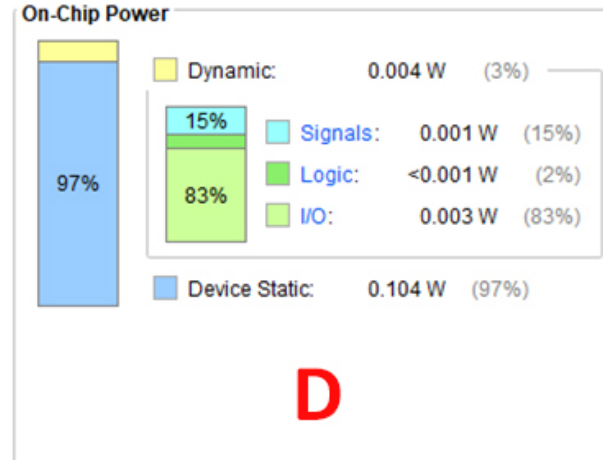 On-Chip Power
Dynamic: 0.004 W (3%)
15% Signals: 0.001 W (15%)
Logic: <0.001 W (2%)
97% 83% I/O: 0.003 W (83%)
Device Static: 0.104 W (97%)
D